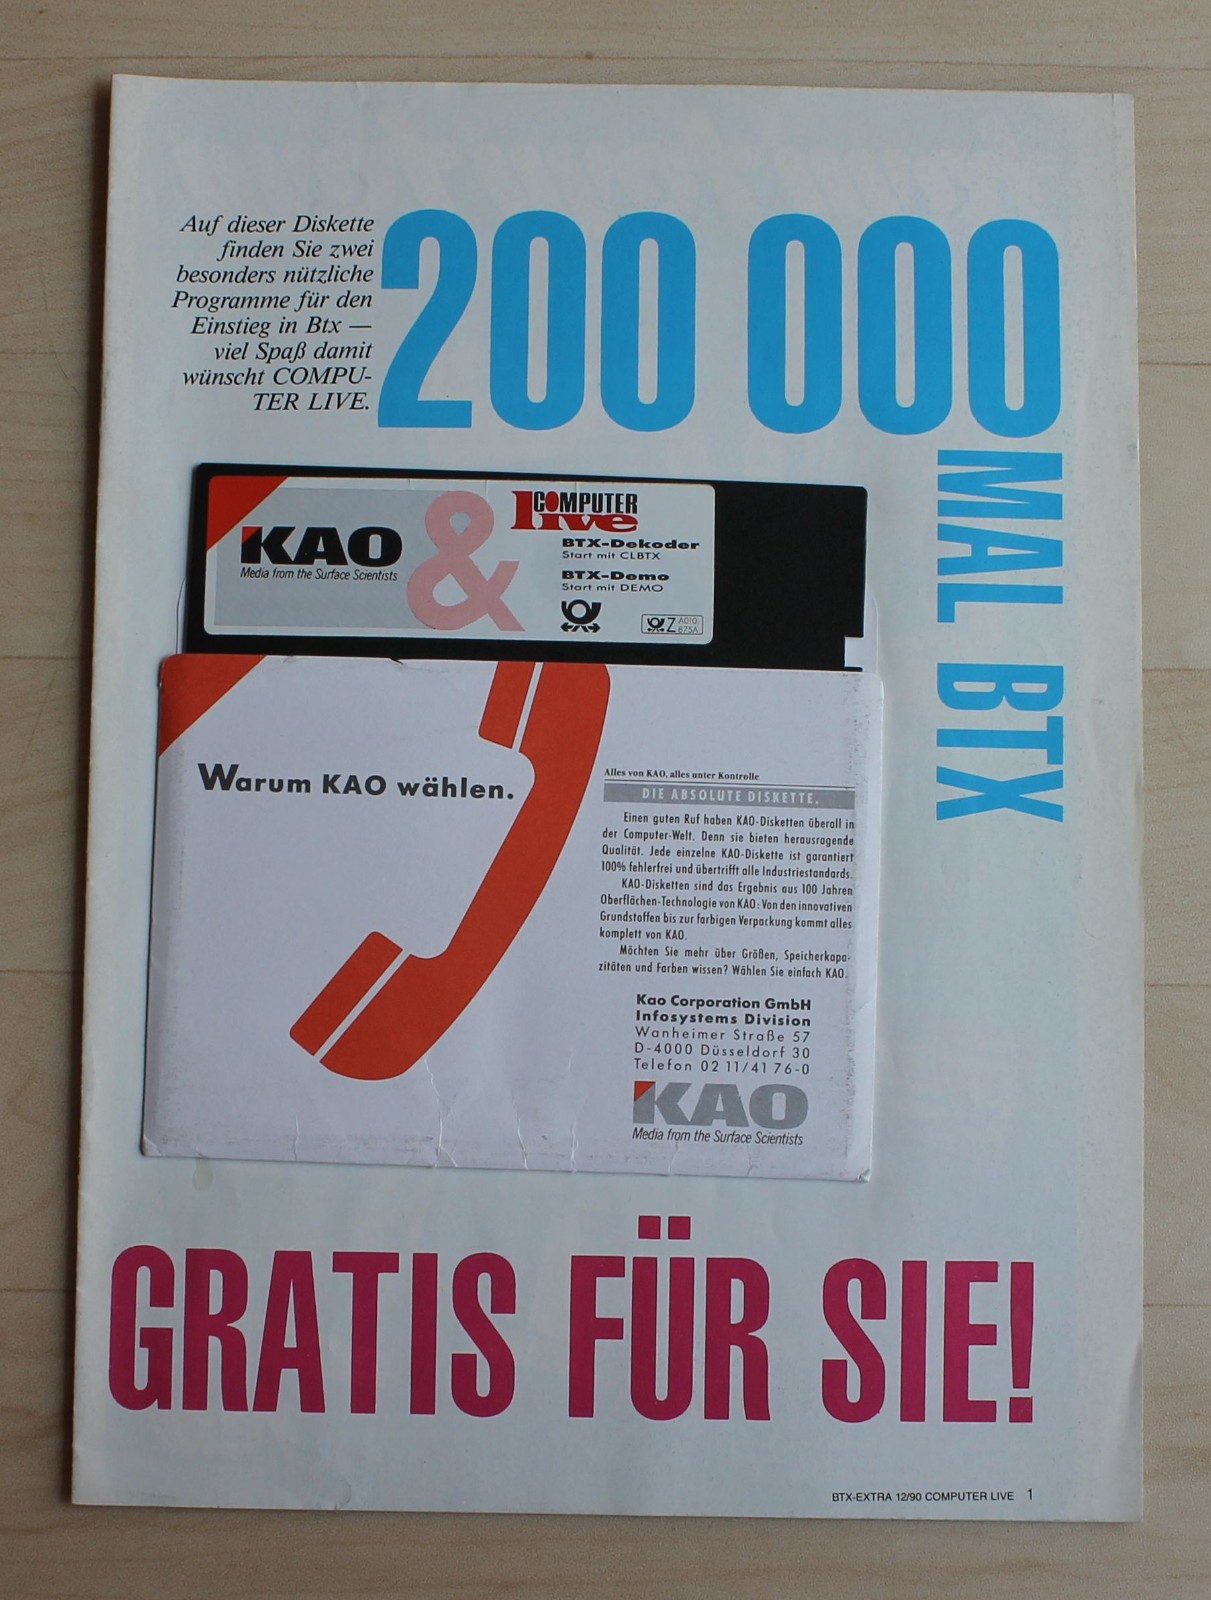 Auf dieser Diskette
finden Sie zwei
besonders nützliche
Programme für den
Einstieg in Btx —
viel Spaß damit
wünscht COMPU-
TER LIVE.
200 000
MAL BTX
KAO
Media from the Surface Scientists
&
COMPUTER
live
BTX-Dekoder
Start mit CLBTX
BTX-Demo
Start mit DEMO
Z A010
875A
Warum KAO wählen.
Alles von KAO, alles unter Kontrolle
DIE ABSOLUTE DISKETTE.
Einen guten Ruf haben KAO-Disketten überall in
der Computer-Welt. Denn sie bieten herausragende
Qualität. Jede einzelne KAO-Diskette ist garantiert
100% fehlerfrei und übertrifft alle Industriestandards.
KAO-Disketten sind das Ergebnis aus 100 Jahren
Oberflächen-Technologie von KAO: Von den innovativen
Grundstoffen bis zur farbigen Verpackung kommt alles
komplett von KAO.
Möchten Sie mehr über Größen, Speicherkapa-
zitäten und Farben wissen? Wählen Sie einfach KAO.
Kao Corporation GmbH
Infosystems Division
Wanheimer Straße 57
D-4000 Düsseldorf 30
Telefon 02 11/41 76-0
KAO
Media from the Surface Scientists
GRATIS FÜR SIE!
BTX-EXTRA 12/90 COMPUTER LIVE 1